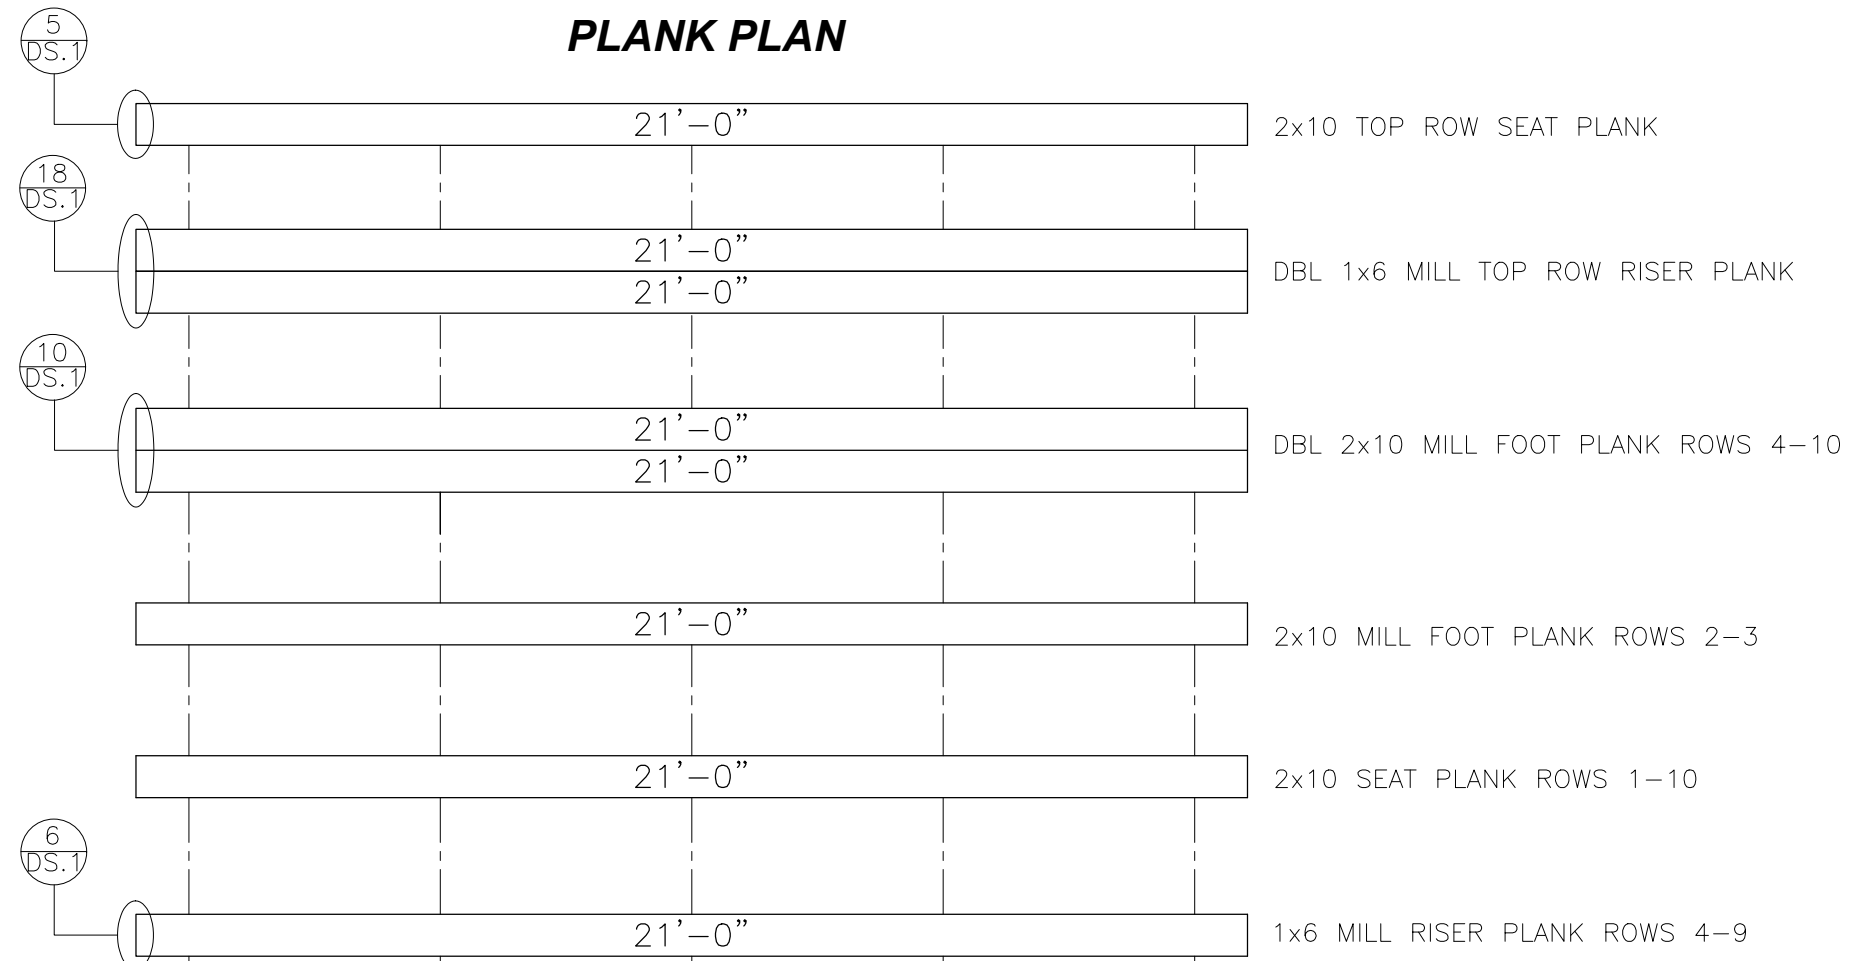 PLANK PLAN
5
DS.1
21'-0"
2x10 TOP ROW SEAT PLANK
18
DS.1
21'-0"
21'-0"
DBL 1x6 MILL TOP ROW RISER PLANK
10
DS.1
21'-0"
21'-0"
DBL 2x10 MILL FOOT PLANK ROWS 4-10
21'-0"
2x10 MILL FOOT PLANK ROWS 2-3
21'-0"
2x10 SEAT PLANK ROWS 1-10
6
DS.1
21'-0"
1x6 MILL RISER PLANK ROWS 4-9